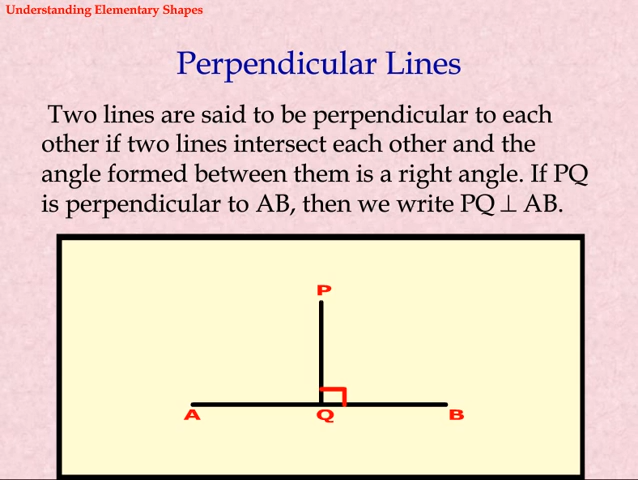 Understanding Elementary Shapes
Perpendicular Lines
Two lines are said to be perpendicular to each
other if two lines intersect each other and the
angle formed between them is a right angle. If PQ
is perpendicular to AB, then we write PQ ⊥ AB.
P
A Q B